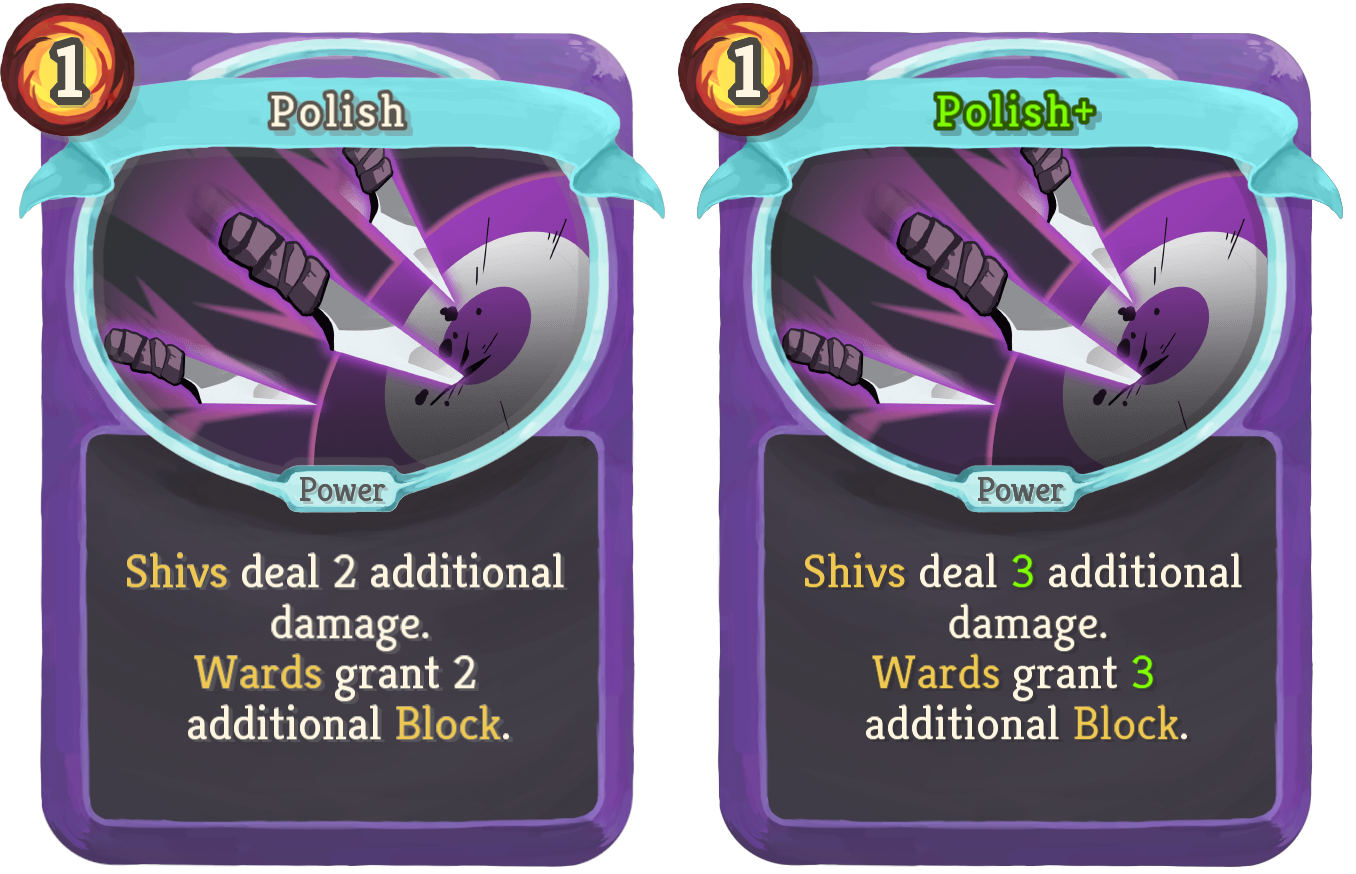 1
Polish
Power
Shivs deal 2 additional
damage.
Wards grant 2
additional Block.
1
Polish+
Power
Shivs deal 3 additional
damage.
Wards grant 3
additional Block.